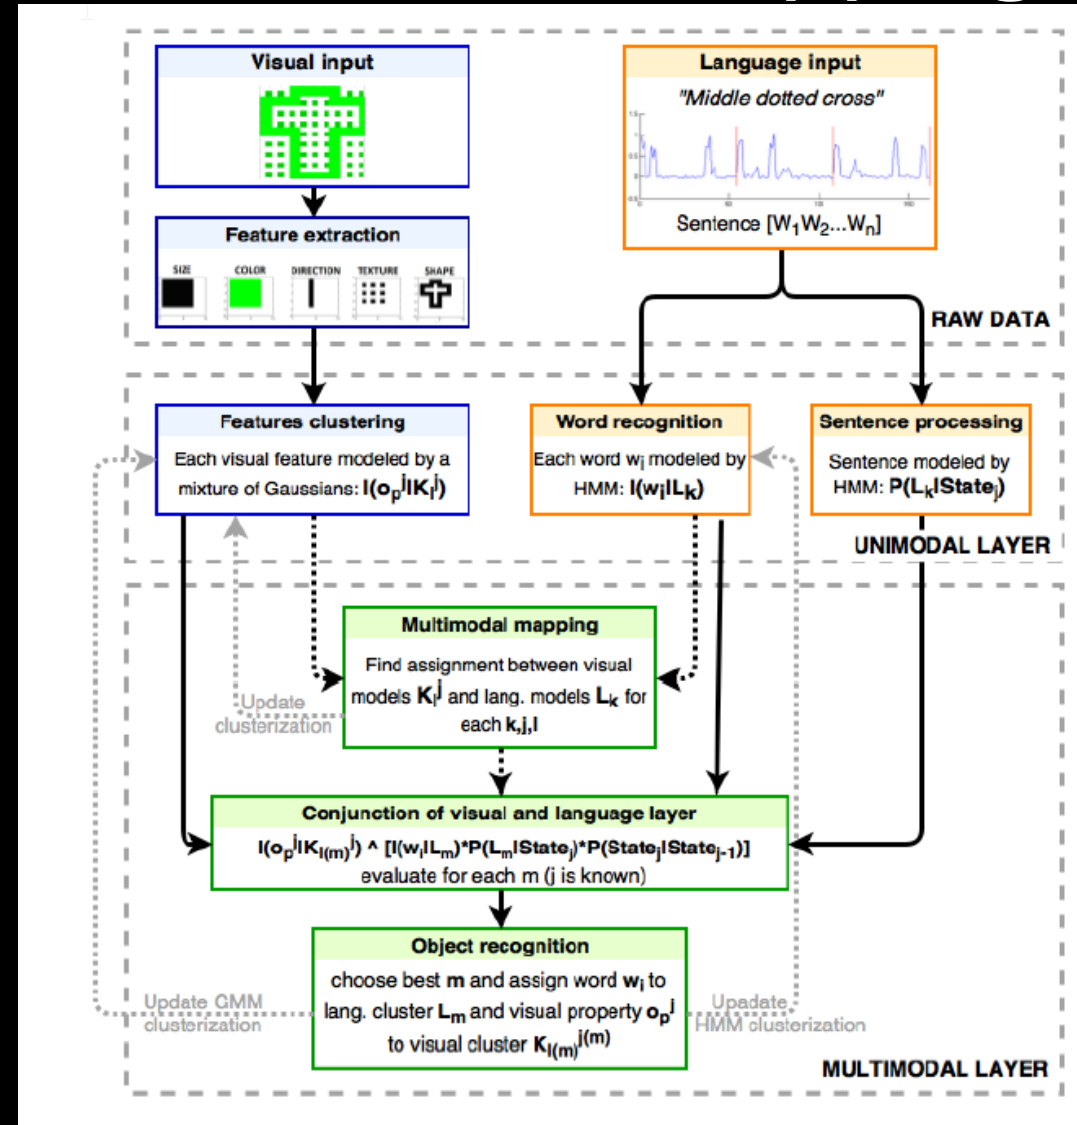 Visual input
Feature extraction
SIZE COLOR DIRECTION TEXTURE SHAPE
Language input
"Middle dotted cross"
Sentence [W1W2...Wn]
RAW DATA
Features clustering
Each visual feature modeled by a
mixture of Gaussians: l(op^j|Kl^j)
Word recognition
Each word wi modeled by
HMM: l(wi|Lk)
Sentence processing
Sentence modeled by
HMM: P(Lk|Statej)
UNIMODAL LAYER
Multimodal mapping
Find assignment between visual
models Kl^j and lang. models Lk for
each k,j,l
Update
clusterization
Conjunction of visual and language layer
l(op^j|Kl(m)^j) ^ [l(wi|Lm)*P(Lm|Statej)*P(Statej|Statej-1)]
evaluate for each m (j is known)
Object recognition
choose best m and assign word wi to
lang. cluster Lm and visual property op^j
to visual cluster Kl(m)^j(m)
Update GMM
clusterization
Upadate
HMM clusterization
MULTIMODAL LAYER